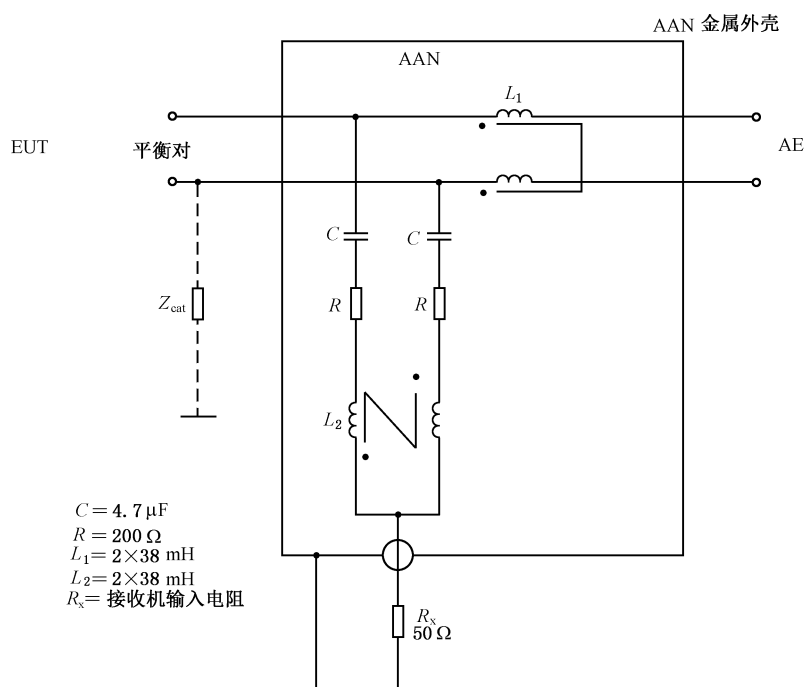 AAN 金属外壳
AAN
L₁
EUT
平衡对
AE
C
C
Z_cat
R
R
L₂
C = 4.7 μF
R = 200 Ω
L₁ = 2×38 mH
L₂ = 2×38 mH
Rₓ = 接收机输入电阻
Rₓ
50 Ω